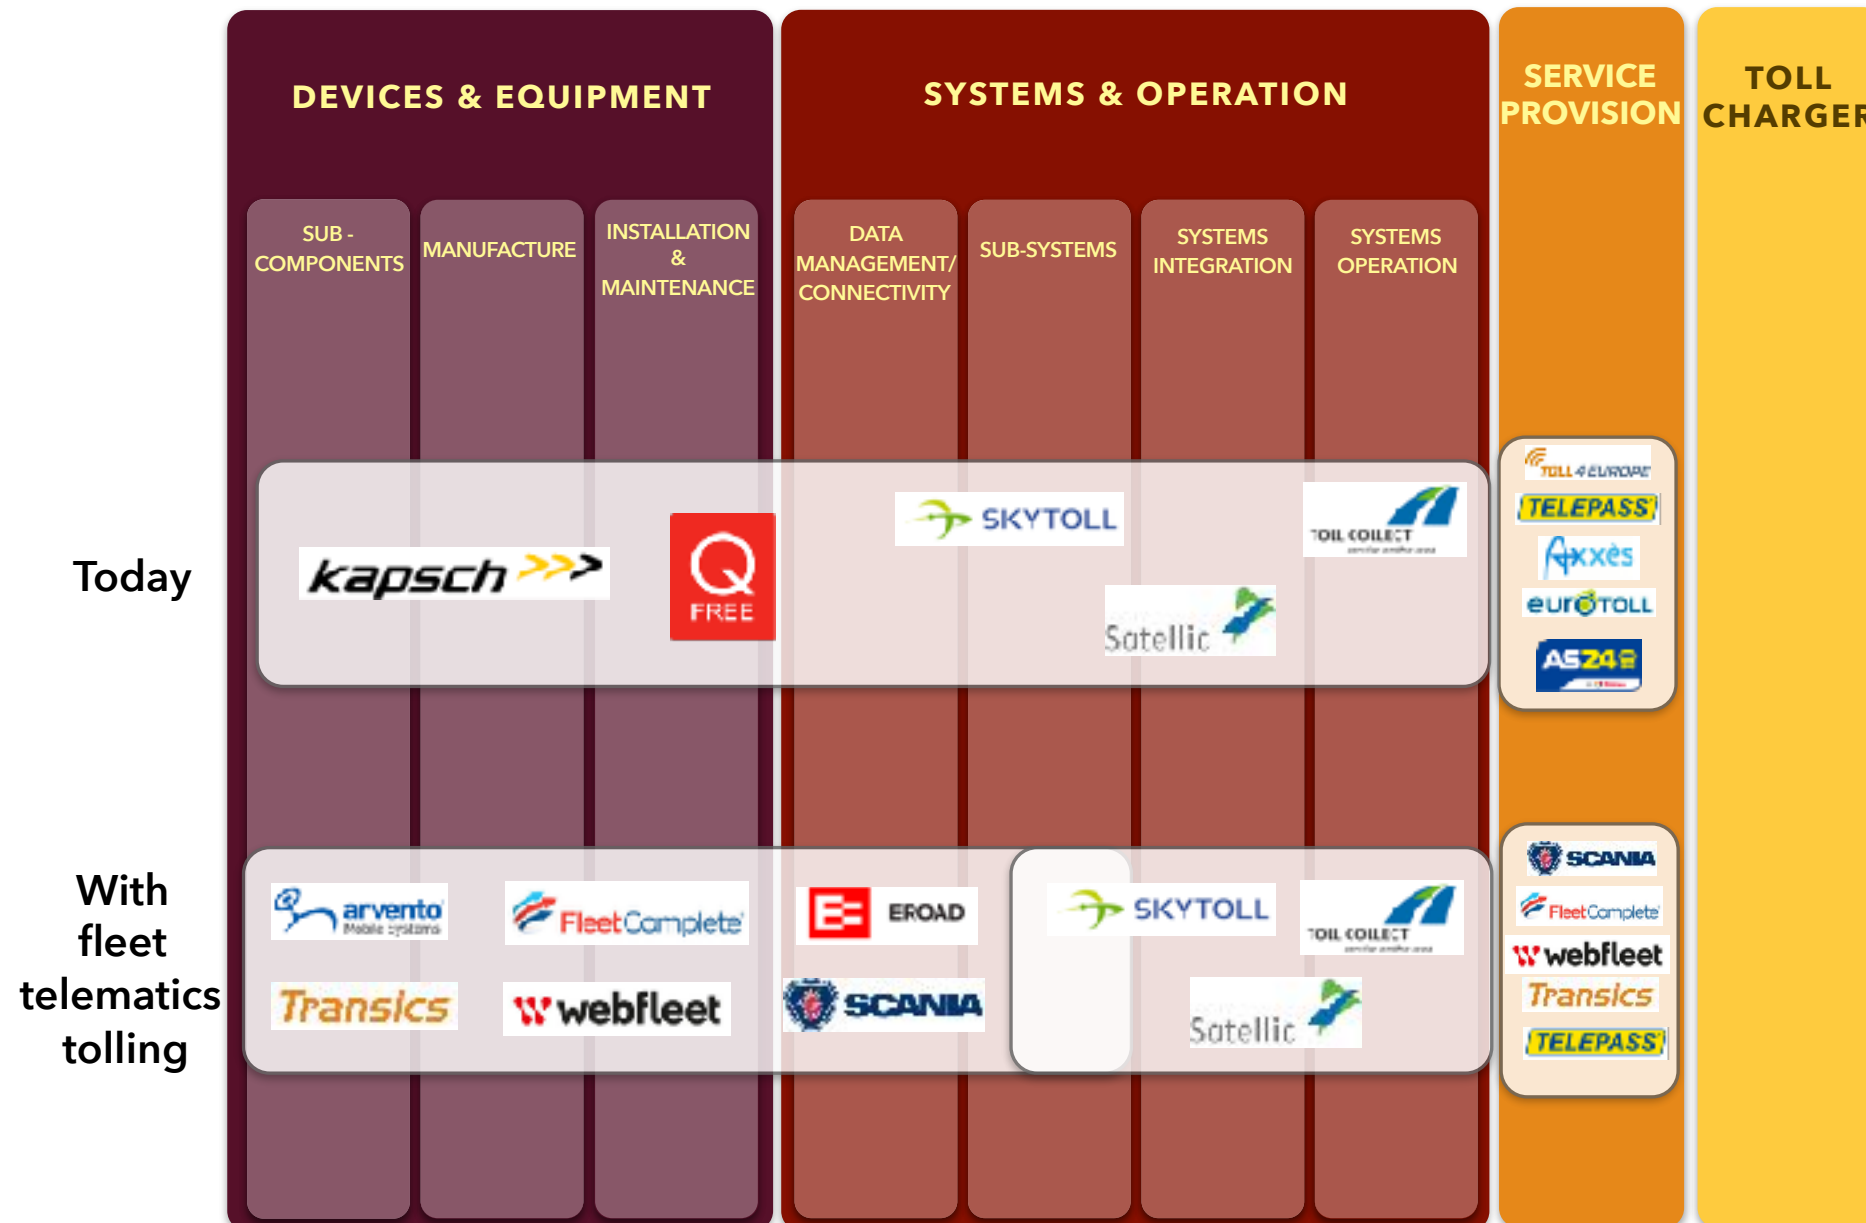 DEVICES & EQUIPMENT
SYSTEMS & OPERATION
SERVICE
PROVISION
TOLL
CHARGER
SUB -
COMPONENTS
MANUFACTURE
INSTALLATION
&
MAINTENANCE
DATA
MANAGEMENT/
CONNECTIVITY
SUB-SYSTEMS
SYSTEMS
INTEGRATION
SYSTEMS
OPERATION
Today
kapsch
Q
FREE
SKYTOLL
Satellic
TOLL COLLECT
TOLL4EUROPE
TELEPASS
Axxès
eurOTOLL
AS24
With
fleet
telematics
tolling
arvento
Mobile systems
FleetComplete
Transics
webfleet
EROAD
SCANIA
SKYTOLL
TOLL COLLECT
Satellic
SCANIA
FleetComplete
webfleet
Transics
TELEPASS